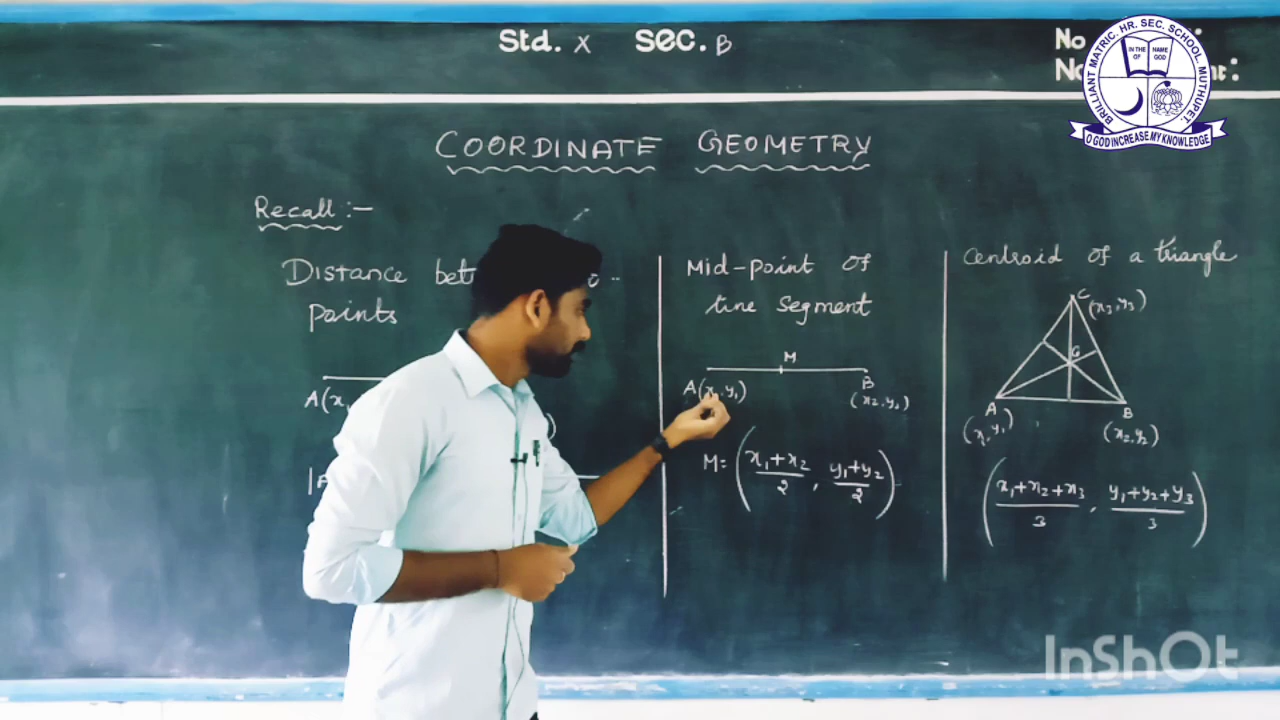 Std. X SEC. B
No
No
nt:
BRILLIANT MATRIC. HR. SEC. SCHOOL. MUTHUPET.
IN THE NAME
OF GOD
O GOD INCREASE MY KNOWLEDGE
COORDINATE GEOMETRY
Recall :-
Distance
points
A(x,
Mid-point of
line segment
M
A(x₁, y₁)
B
(x₂, y₂)
M = ( (x₁+x₂)/2 , (y₁+y₂)/2 )
Centroid of a triangle
C (x₃, y₃)
G
A B
(x₁, y₁) (x₂, y₂)
( (x₁+x₂+x₃)/3 , (y₁+y₂+y₃)/3 )
InShOt